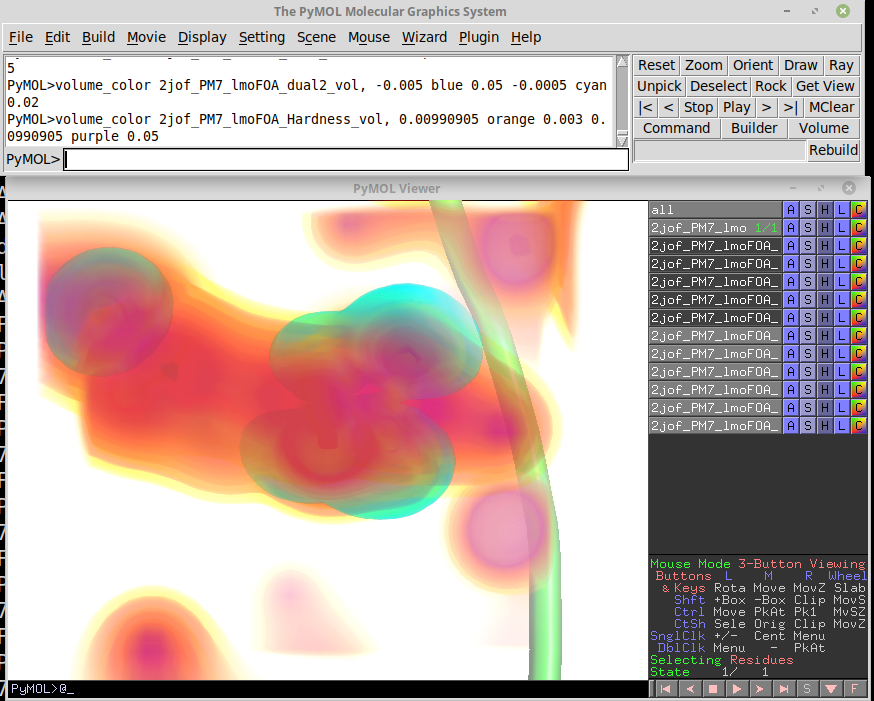 The PyMOL Molecular Graphics System
File Edit Build Movie Display Setting Scene Mouse Wizard Plugin Help
5
PyMOL>volume_color 2jof_PM7_lmoFOA_dual2_vol, -0.005 blue 0.05 -0.0005 cyan
0.02
PyMOL>volume_color 2jof_PM7_lmoFOA_Hardness_vol, 0.00990905 orange 0.003 0.
0990905 purple 0.05
PyMOL>
Reset Zoom Orient Draw Ray
Unpick Deselect Rock Get View
|< < Stop Play > >| MClear
Command Builder Volume
Rebuild
PyMOL Viewer
all A S H L C
2jof_PM7_lmo 1/1 A S H L C
2jof_PM7_lmoFOA_ A S H L C
2jof_PM7_lmoFOA_ A S H L C
2jof_PM7_lmoFOA_ A S H L C
2jof_PM7_lmoFOA_ A S H L C
2jof_PM7_lmoFOA_ A S H L C
2jof_PM7_lmoFOA_ A S H L C
2jof_PM7_lmoFOA_ A S H L C
2jof_PM7_lmoFOA_ A S H L C
2jof_PM7_lmoFOA_ A S H L C
2jof_PM7_lmoFOA_ A S H L C
2jof_PM7_lmoFOA_ A S H L C
Mouse Mode 3-Button Viewing
Buttons L M R Wheel
& Keys Rota Move MovZ Slab
Shft +Box -Box Clip MovS
Ctrl Move PkAt Pk1 MvSZ
CtSh Sele Orig Clip MovZ
SnglClk +/- Cent Menu
DblClk Menu - PkAt
Selecting Residues
State 1/ 1
PyMOL>@_
S F